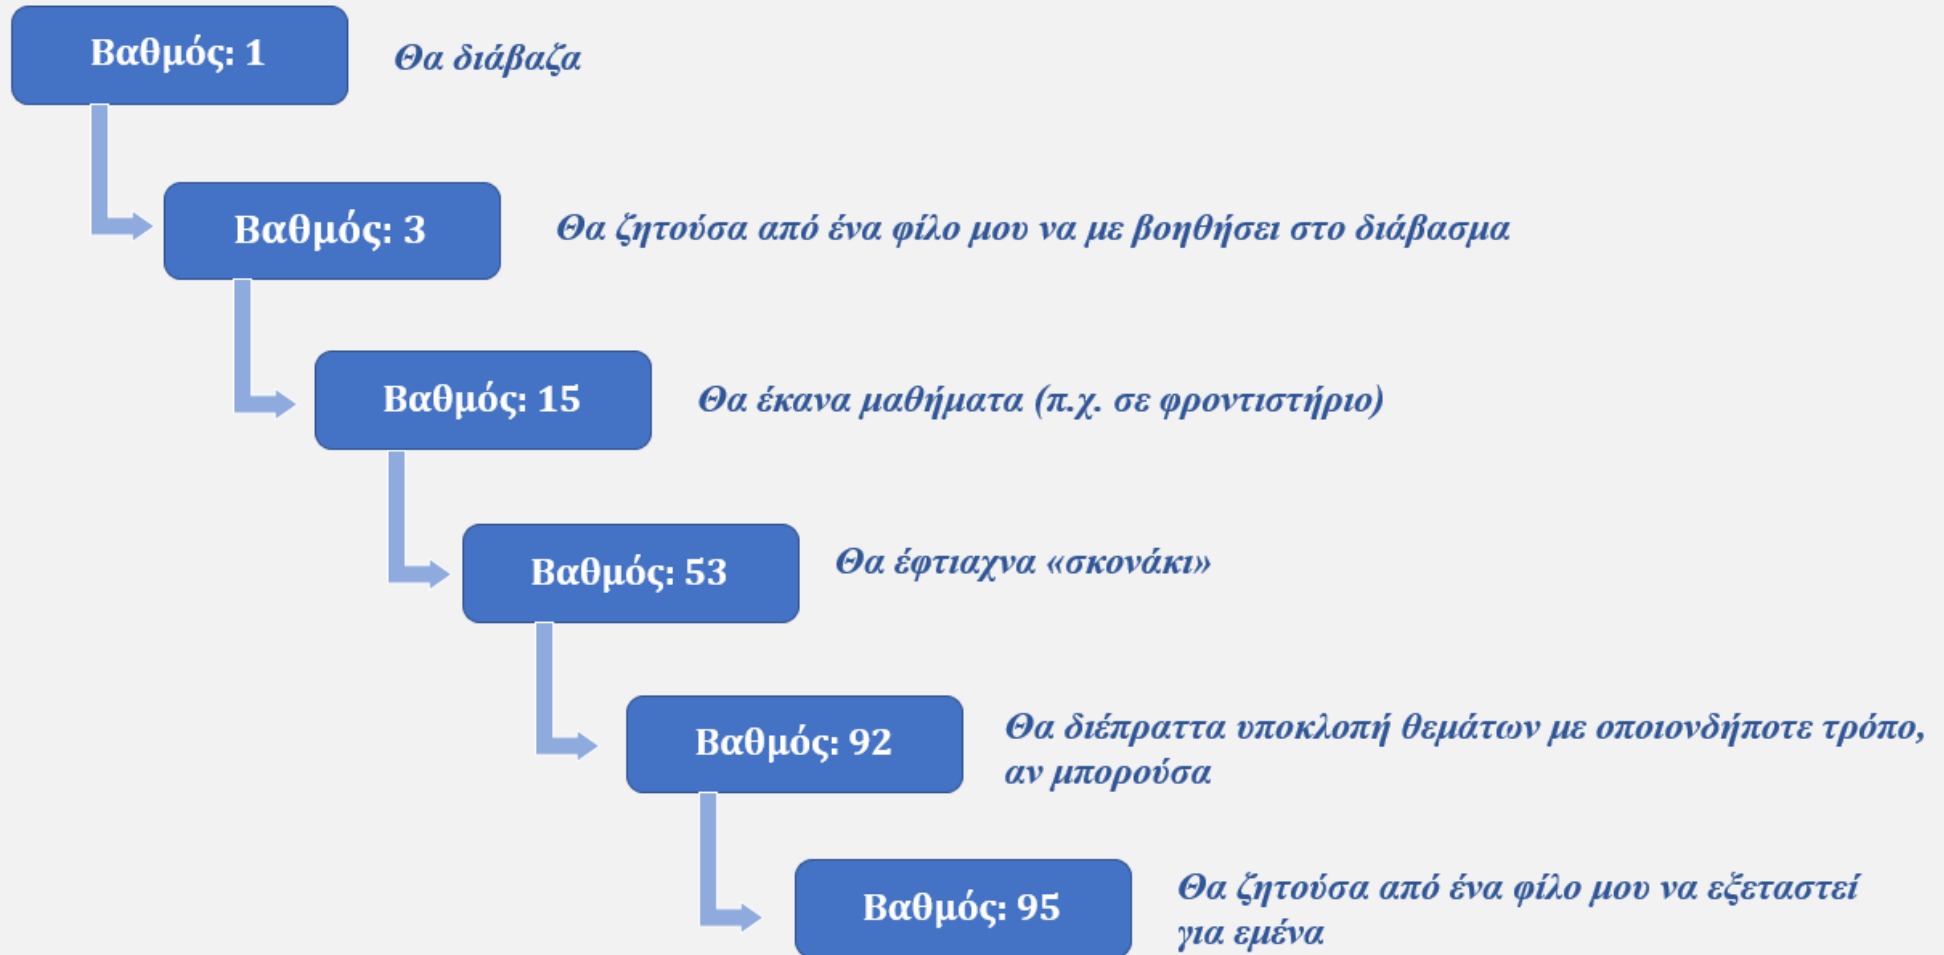 Βαθμός: 1
Θα διάβαζα
Βαθμός: 3
Θα ζητούσα από ένα φίλο μου να με βοηθήσει στο διάβασμα
Βαθμός: 15
Θα έκανα μαθήματα (π.χ. σε φροντιστήριο)
Βαθμός: 53
Θα έφτιαχνα «σκονάκι»
Βαθμός: 92
Θα διέπραττα υποκλοπή θεμάτων με οποιονδήποτε τρόπο,
αν μπορούσα
Βαθμός: 95
Θα ζητούσα από ένα φίλο μου να εξεταστεί
για εμένα